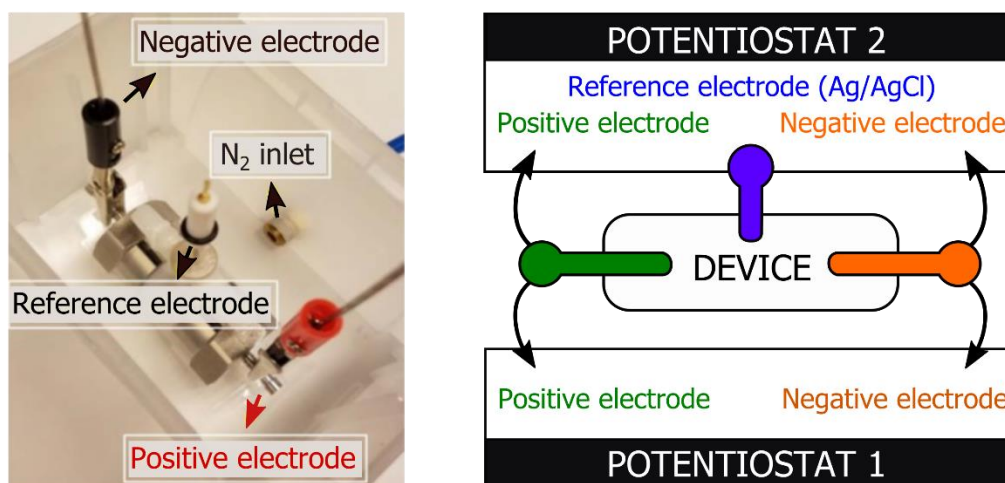 Negative electrode
N₂ inlet
Reference electrode
Positive electrode
POTENTIOSTAT 2
Reference electrode (Ag/AgCl)
Positive electrode Negative electrode
DEVICE
Positive electrode Negative electrode
POTENTIOSTAT 1